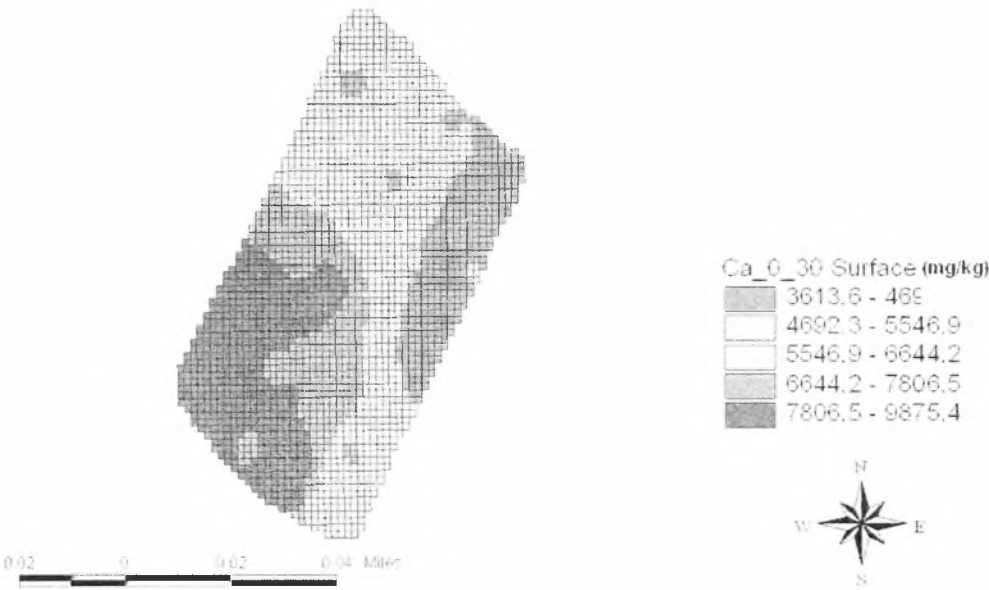 Ca_0_30 Surface (mg/kg)
3613.6 - 469
4692.3 - 5546.9
5546.9 - 6644.2
6644.2 - 7806.5
7806.5 - 9875.4
N
W E
S
0.02 0 0.02 0.04 Miles